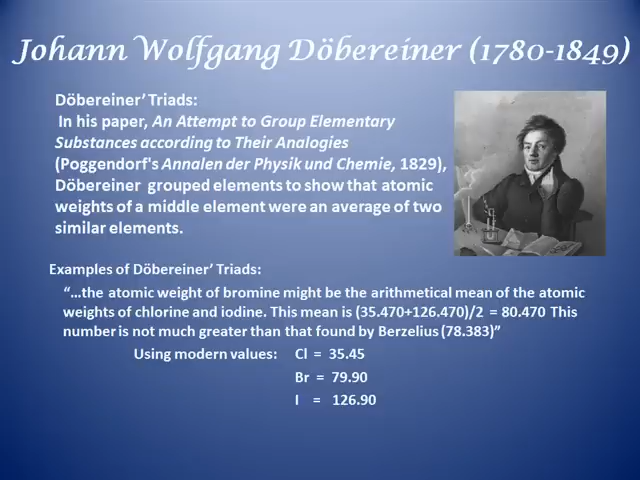 Johann Wolfgang Döbereiner (1780-1849)
Döbereiner’ Triads:
In his paper, An Attempt to Group Elementary
Substances according to Their Analogies
(Poggendorf's Annalen der Physik und Chemie, 1829),
Döbereiner grouped elements to show that atomic
weights of a middle element were an average of two
similar elements.
Examples of Döbereiner’ Triads:
“…the atomic weight of bromine might be the arithmetical mean of the atomic
weights of chlorine and iodine. This mean is (35.470+126.470)/2 = 80.470 This
number is not much greater than that found by Berzelius (78.383)”
Using modern values: Cl = 35.45
Br = 79.90
I = 126.90